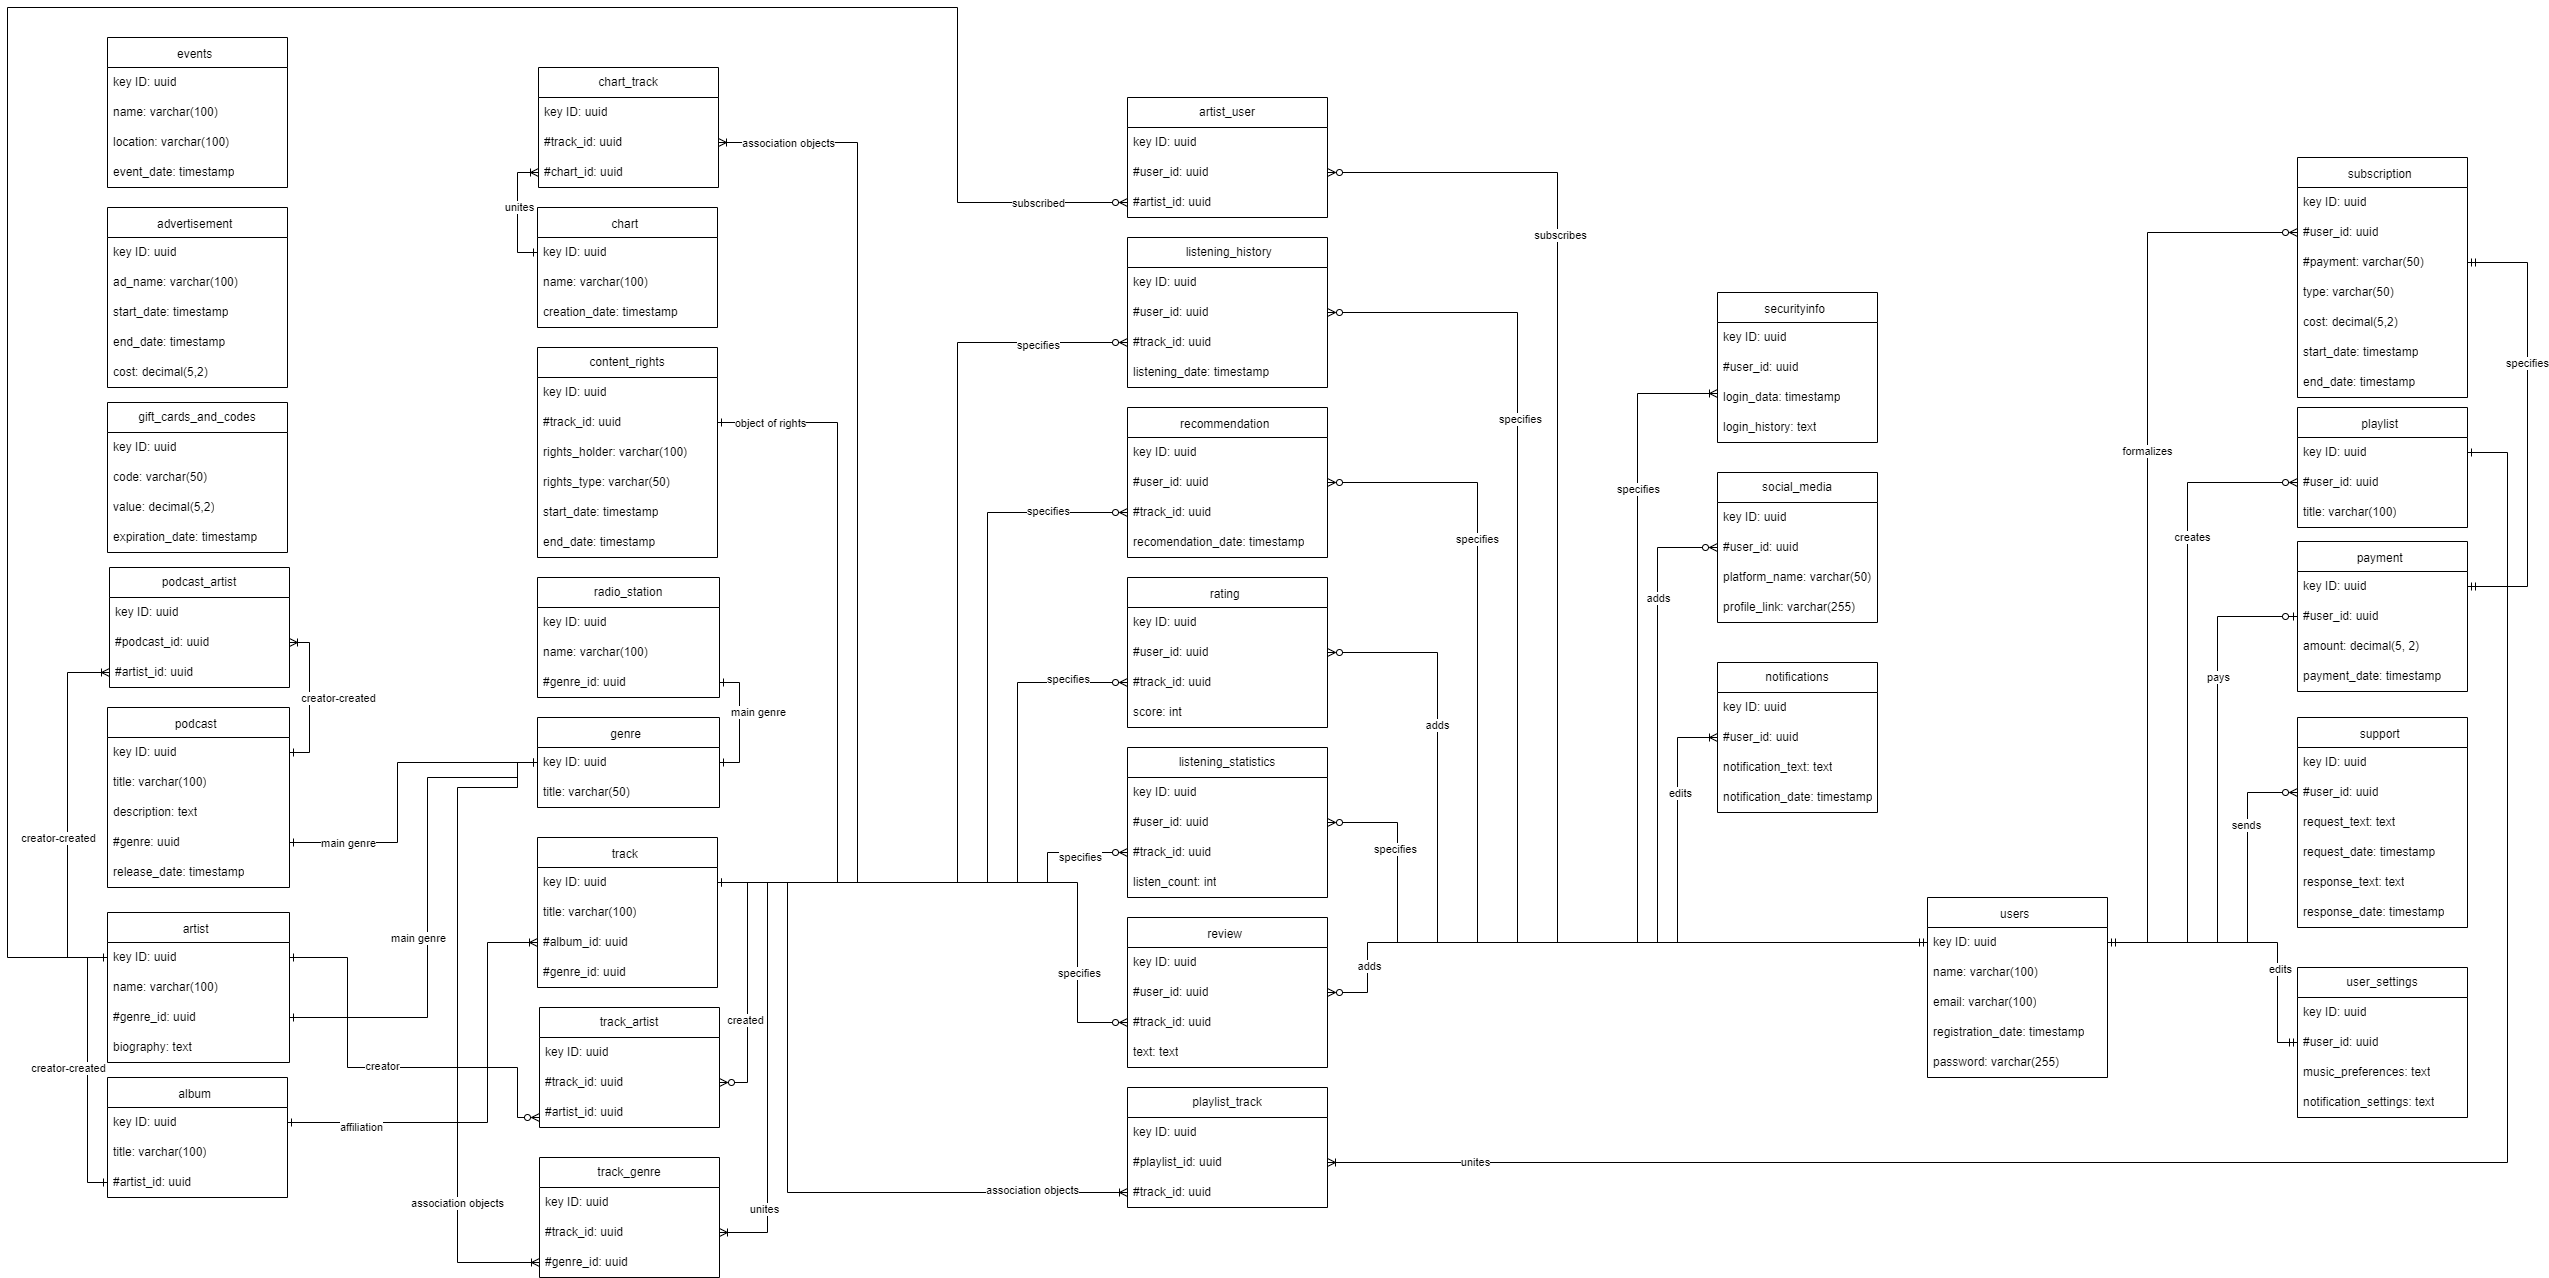 events
key ID: uuid
name: varchar(100)
location: varchar(100)
event_date: timestamp
advertisement
key ID: uuid
ad_name: varchar(100)
start_date: timestamp
end_date: timestamp
cost: decimal(5,2)
gift_cards_and_codes
key ID: uuid
code: varchar(50)
value: decimal(5,2)
expiration_date: timestamp
podcast_artist
key ID: uuid
#podcast_id: uuid
#artist_id: uuid
creator-created
podcast
key ID: uuid
title: varchar(100)
description: text
#genre: uuid
release_date: timestamp
creator-created
main genre
artist
key ID: uuid
name: varchar(100)
#genre_id: uuid
biography: text
main genre
creator-created
creator
album
key ID: uuid
title: varchar(100)
#artist_id: uuid
affiliation
association objects
chart_track
key ID: uuid
#track_id: uuid
#chart_id: uuid
association objects
unites
chart
key ID: uuid
name: varchar(100)
creation_date: timestamp
content_rights
key ID: uuid
#track_id: uuid
rights_holder: varchar(100)
rights_type: varchar(50)
start_date: timestamp
end_date: timestamp
object of rights
radio_station
key ID: uuid
name: varchar(100)
#genre_id: uuid
main genre
genre
key ID: uuid
title: varchar(50)
track
key ID: uuid
title: varchar(100)
#album_id: uuid
#genre_id: uuid
track_artist
key ID: uuid
#track_id: uuid
#artist_id: uuid
created
track_genre
key ID: uuid
#track_id: uuid
#genre_id: uuid
unites
artist_user
key ID: uuid
#user_id: uuid
#artist_id: uuid
subscribed
subscribes
listening_history
key ID: uuid
#user_id: uuid
#track_id: uuid
listening_date: timestamp
specifies
specifies
recommendation
key ID: uuid
#user_id: uuid
#track_id: uuid
recomendation_date: timestamp
specifies
specifies
rating
key ID: uuid
#user_id: uuid
#track_id: uuid
score: int
specifies
adds
listening_statistics
key ID: uuid
#user_id: uuid
#track_id: uuid
listen_count: int
specifies
specifies
review
key ID: uuid
#user_id: uuid
#track_id: uuid
text: text
specifies
adds
playlist_track
key ID: uuid
#playlist_id: uuid
#track_id: uuid
association objects
unites
securityinfo
key ID: uuid
#user_id: uuid
login_data: timestamp
login_history: text
specifies
social_media
key ID: uuid
#user_id: uuid
platform_name: varchar(50)
profile_link: varchar(255)
adds
notifications
key ID: uuid
#user_id: uuid
notification_text: text
notification_date: timestamp
edits
users
key ID: uuid
name: varchar(100)
email: varchar(100)
registration_date: timestamp
password: varchar(255)
subscription
key ID: uuid
#user_id: uuid
#payment: varchar(50)
type: varchar(50)
cost: decimal(5,2)
start_date: timestamp
end_date: timestamp
specifies
formalizes
playlist
key ID: uuid
#user_id: uuid
title: varchar(100)
creates
payment
key ID: uuid
#user_id: uuid
amount: decimal(5, 2)
payment_date: timestamp
pays
support
key ID: uuid
#user_id: uuid
request_text: text
request_date: timestamp
response_text: text
response_date: timestamp
sends
user_settings
key ID: uuid
#user_id: uuid
music_preferences: text
notification_settings: text
edits